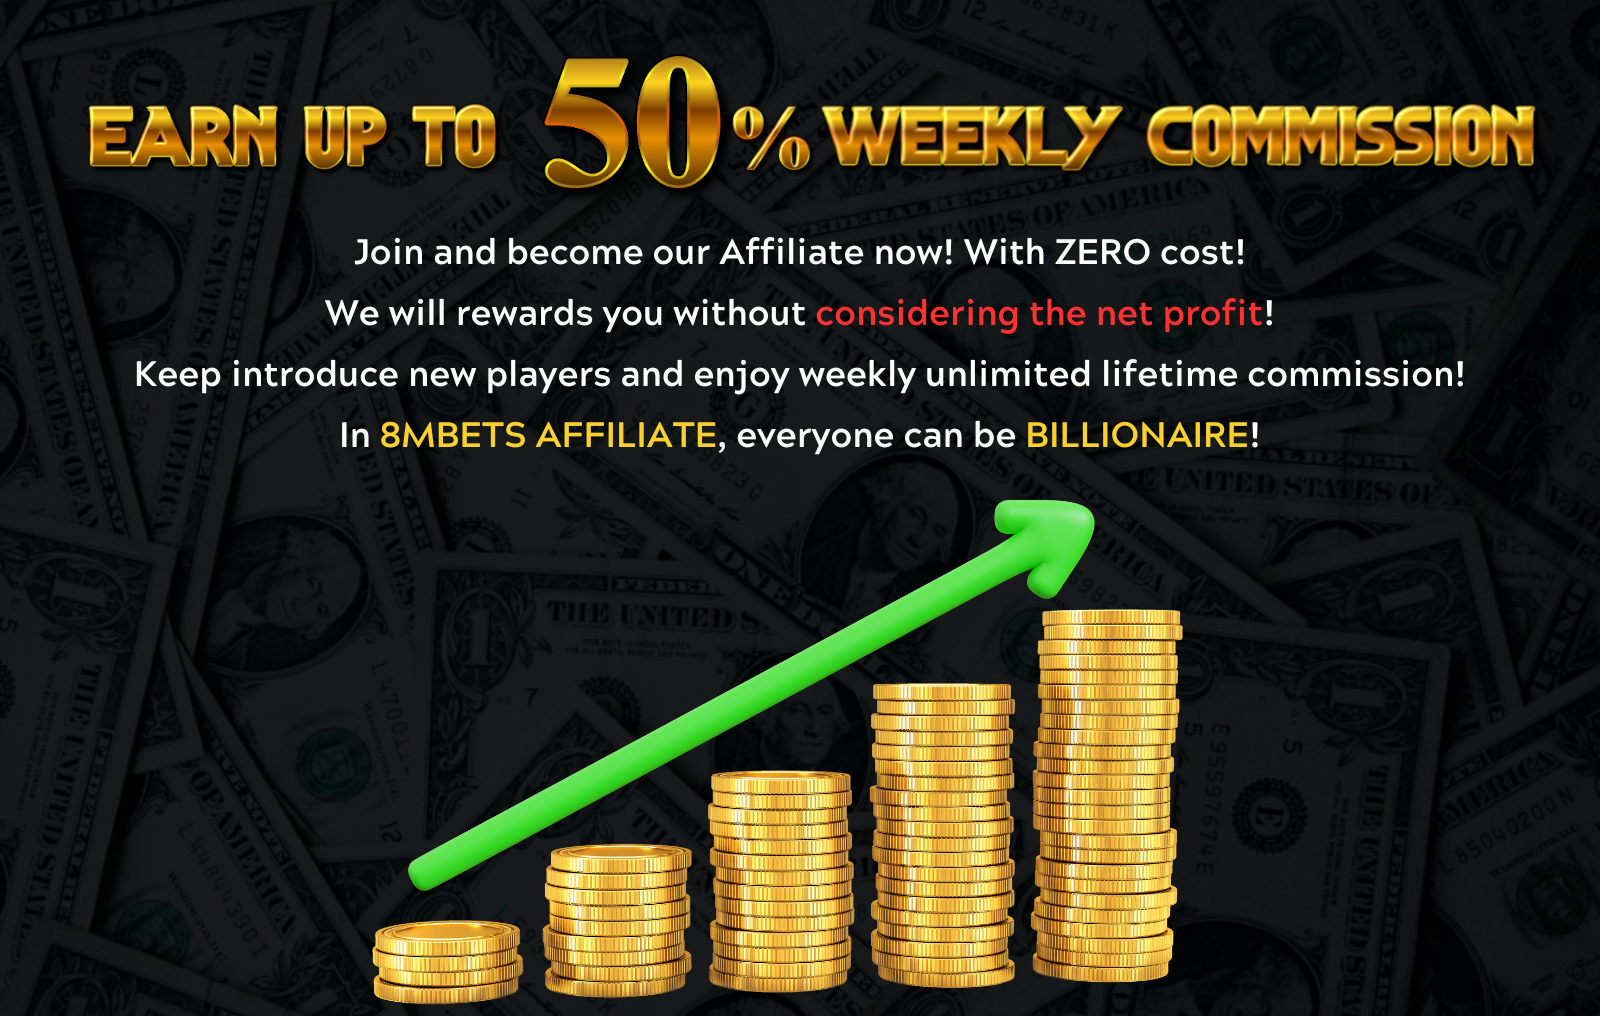 EARN UP TO 50% WEEKLY COMMISSION
Join and become our Affiliate now! With ZERO cost!
We will rewards you without considering the net profit!
Keep introduce new players and enjoy weekly unlimited lifetime commission!
In 8MBETS AFFILIATE, everyone can be BILLIONAIRE!